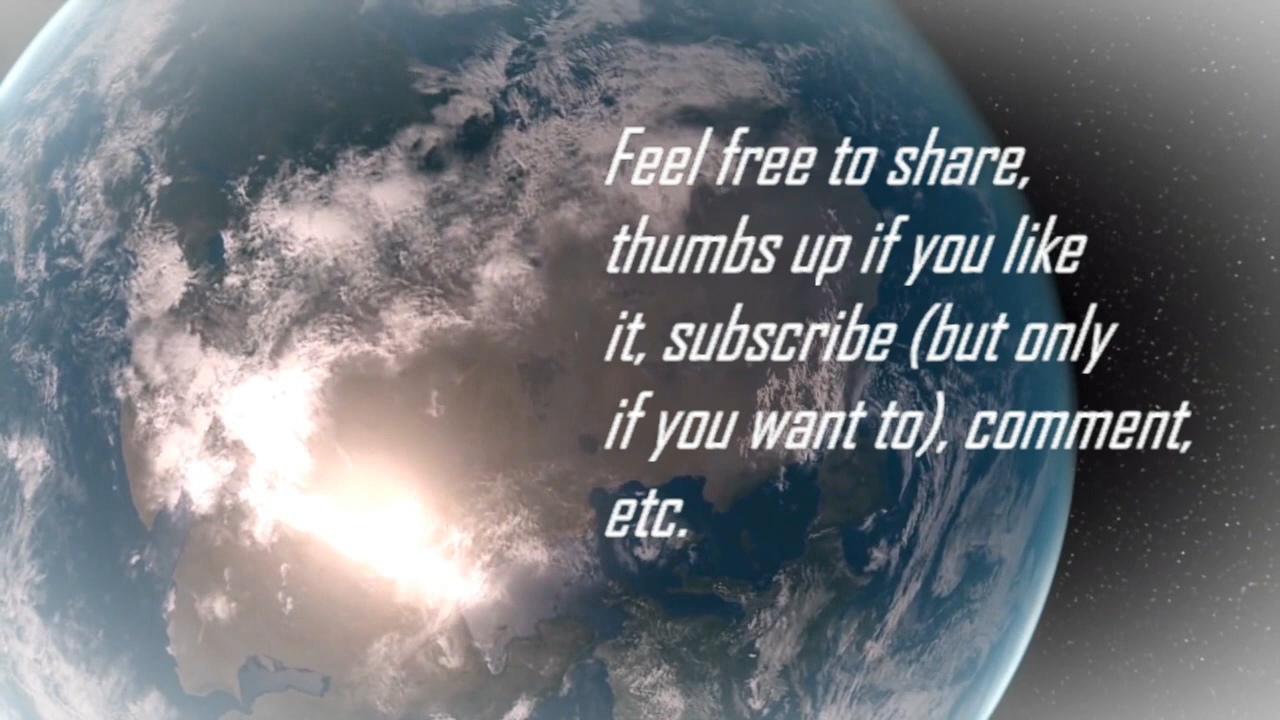 Feel free to share,
thumbs up if you like
it, subscribe (but only
if you want to), comment,
etc.